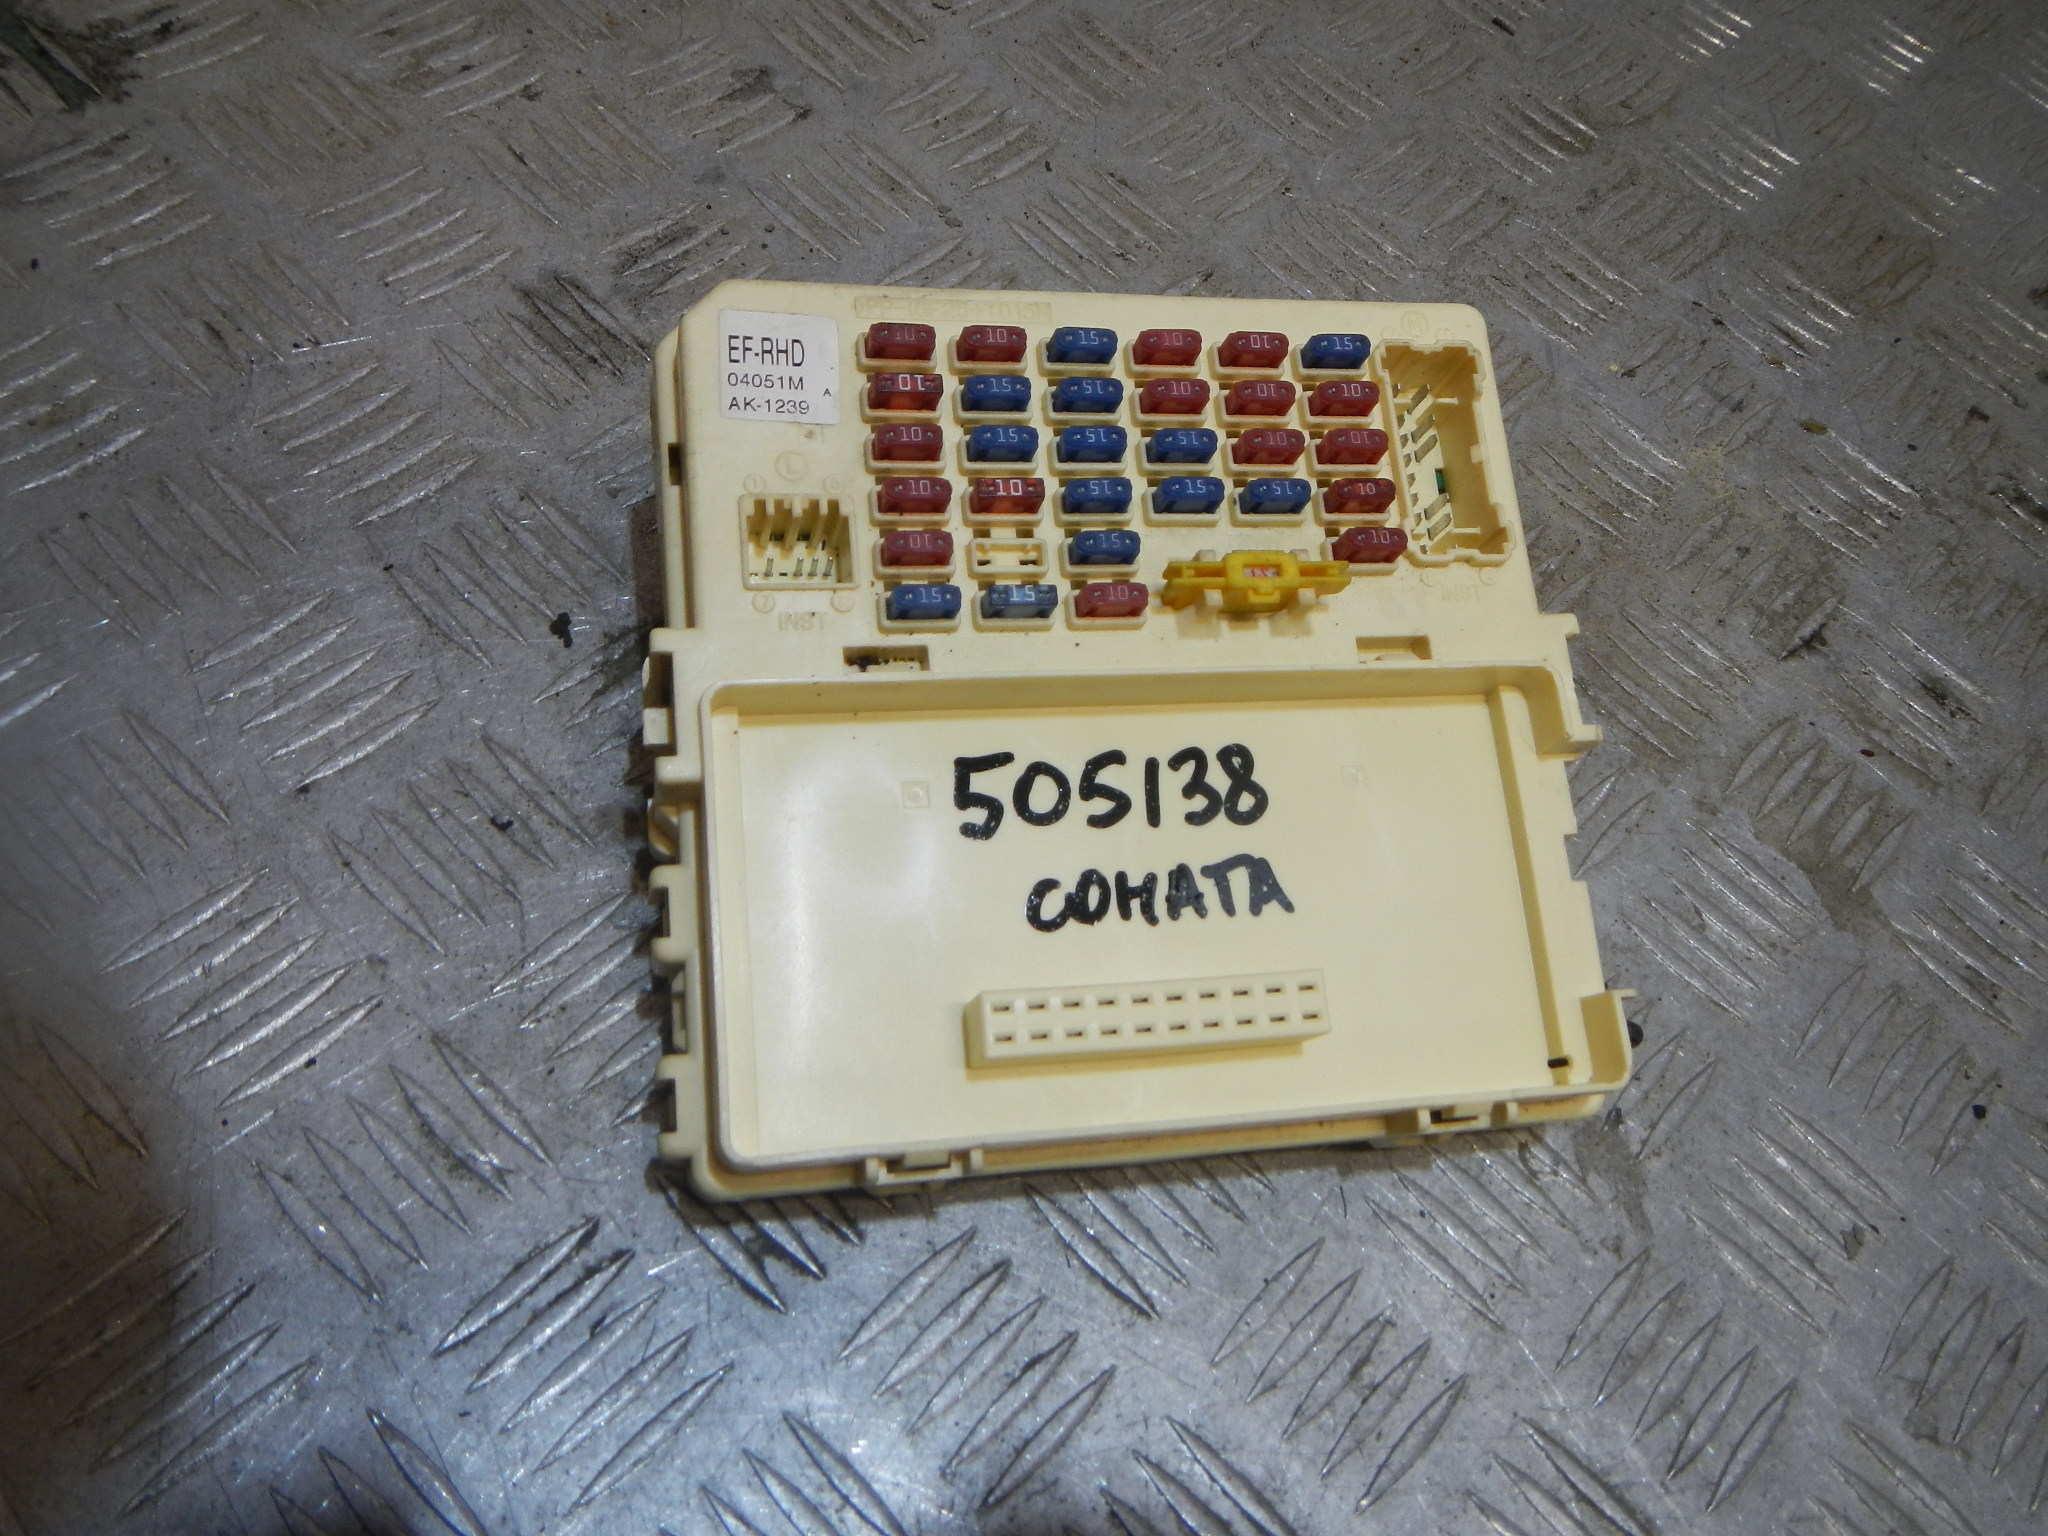 EF-RHD
04051M A
AK-1239
10 10 15 10 10 15
10 15 15 10 10 10
10 15 15 15 10 10
10 10 15 15 15 10
10 15 10
15 15 10
L
INST
INST
505138
СОНАТА